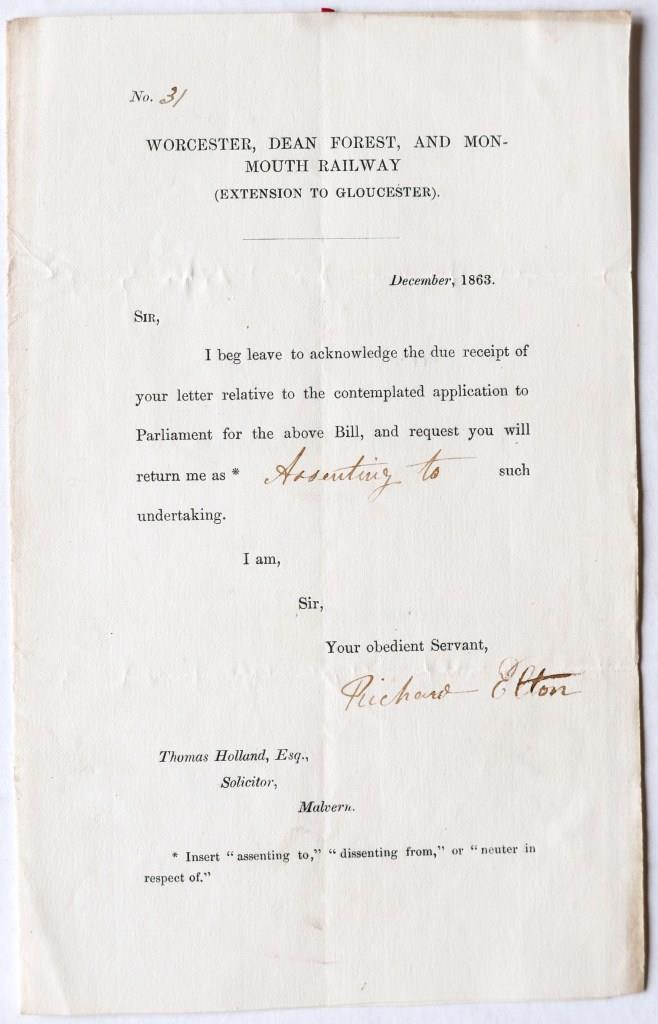 No. 31
WORCESTER, DEAN FOREST, AND MON-
MOUTH RAILWAY
(EXTENSION TO GLOUCESTER).
December, 1863.
SIR,
I beg leave to acknowledge the due receipt of
your letter relative to the contemplated application to
Parliament for the above Bill, and request you will
return me as * Assenting to such
undertaking.
I am,
Sir,
Your obedient Servant,
Richard Elton
Thomas Holland, Esq.,
Solicitor,
Malvern.
* Insert "assenting to," "dissenting from," or "neuter in
respect of."